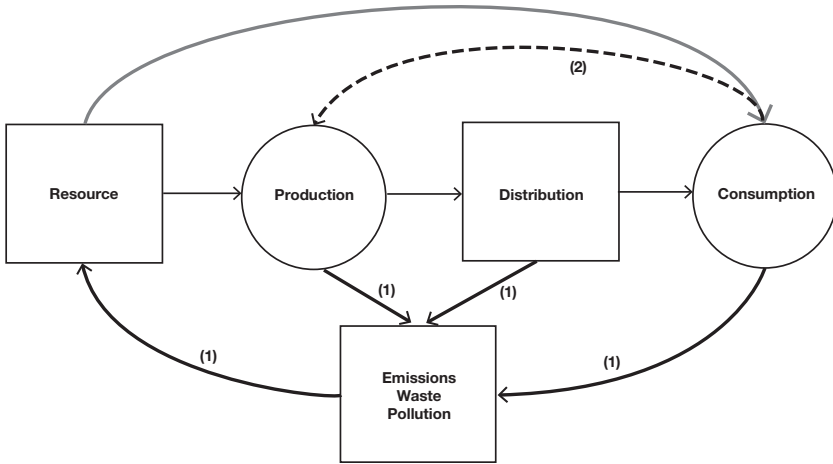 (2)
Resource
Production
Distribution
Consumption
(1)
(1)
(1)
(1)
Emissions
Waste
Pollution